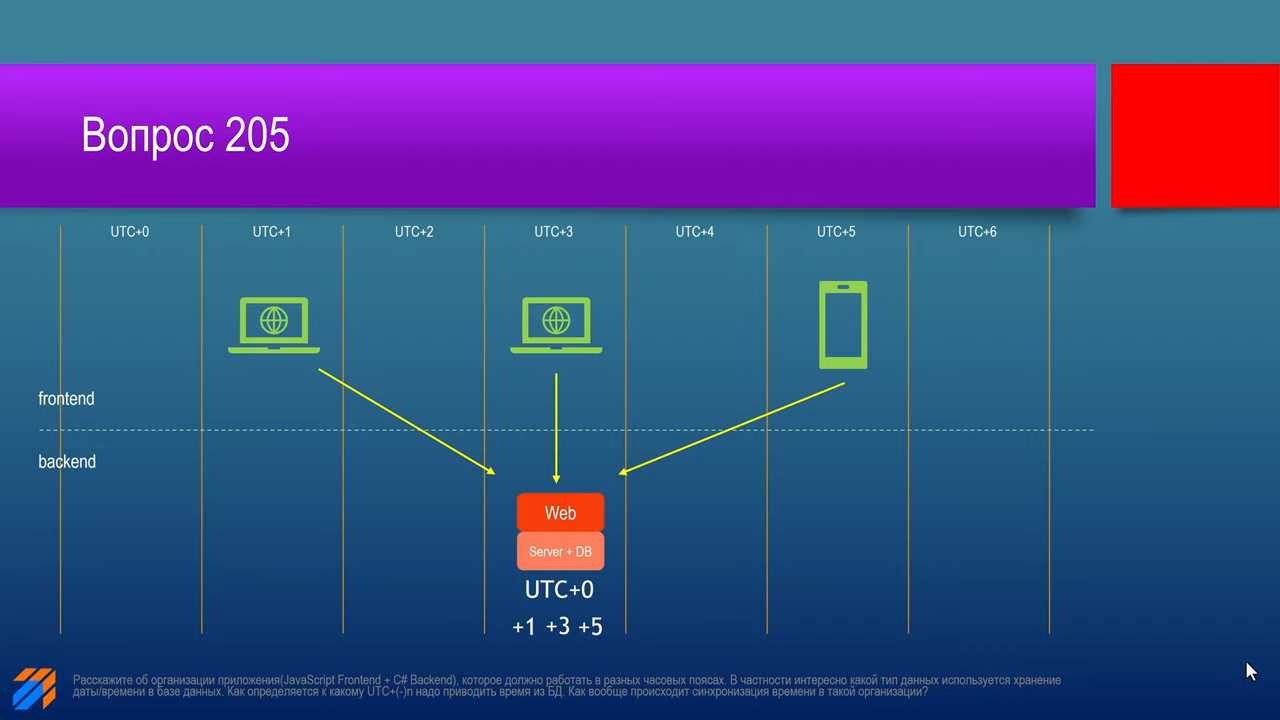 Вопрос 205
UTC+0 UTC+1 UTC+2 UTC+3 UTC+4 UTC+5 UTC+6
frontend
backend
Web
Server + DB
UTC+0
+1 +3 +5
Расскажите об организации приложения(JavaScript Frontend + C# Backend), которое должно работать в разных часовых поясах. В частности интересно какой тип данных используется хранение
даты/времени в базе данных. Как определяется к какому UTC+(-)n надо приводить время из БД. Как вообще происходит синхронизация времени в такой организации?